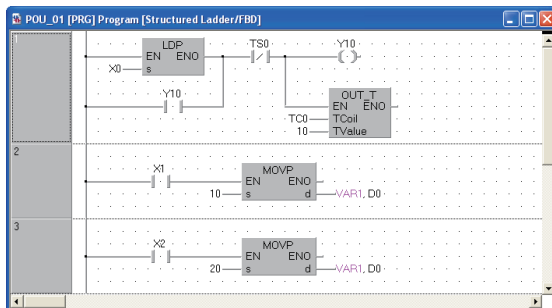 POU_01 [PRG] Program [Structured Ladder/FBD]
1
LDP
EN ENO
X0 s
TS0
Y10
Y10
OUT_T
EN ENO
TC0 TCoil
10 TValue
2
X1
MOVP
EN ENO
10 s d VAR1, D0
3
X2
MOVP
EN ENO
20 s d VAR1, D0